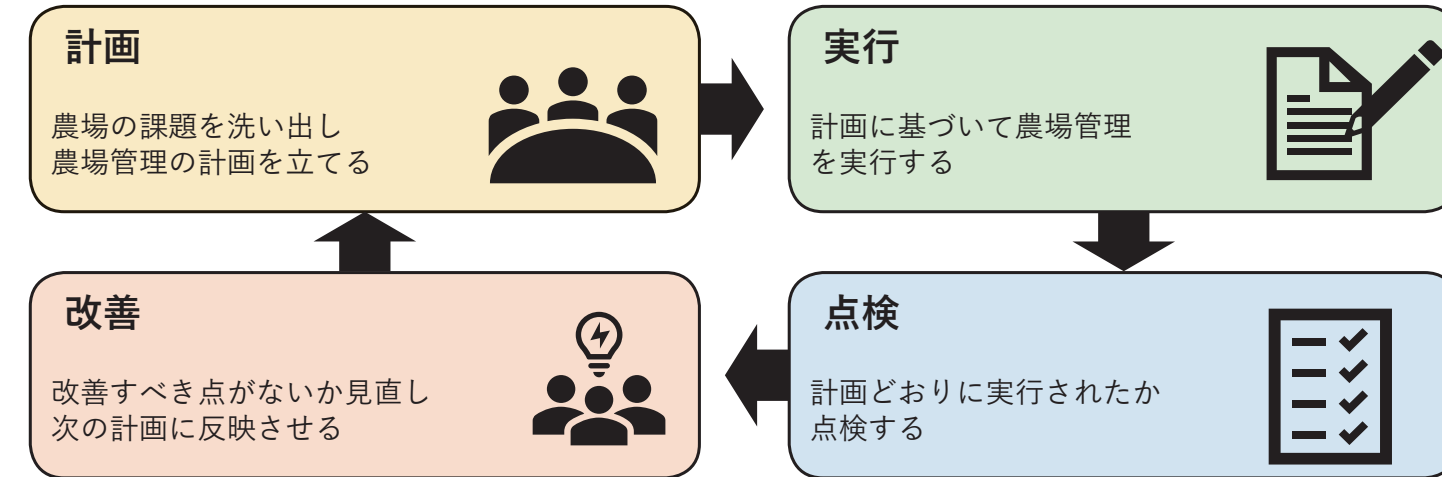 計画
農場の課題を洗い出し
農場管理の計画を立てる
実行
計画に基づいて農場管理
を実行する
点検
計画どおりに実行されたか
点検する
改善
改善すべき点がないか見直し
次の計画に反映させる